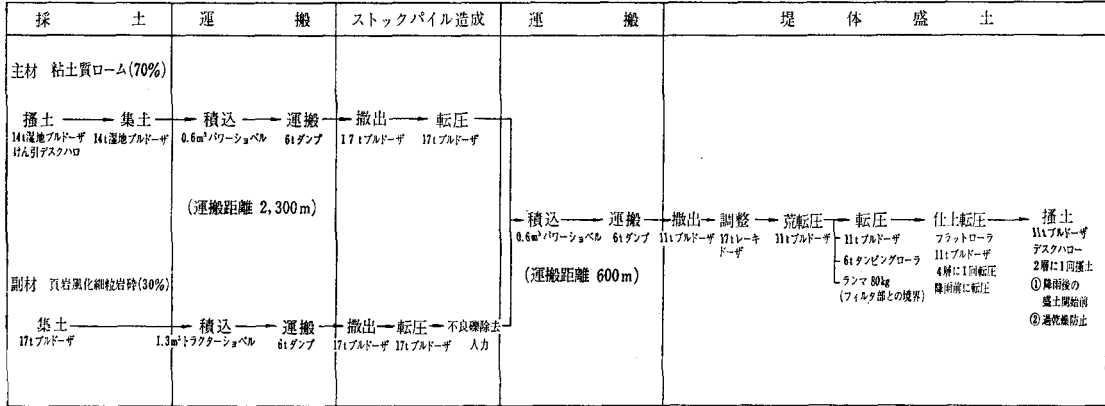 採土 運搬 ストックパイル造成 運搬 堤体盛土
主材 粘土質ローム(70%)
掻土 集土 積込 運搬 撒出 転圧
14t湿地ブルドーザ 14t湿地ブルドーザ 0.6m³パワーショベル 6tダンプ 17tブルドーザ 17tブルドーザ
けん引デスクハロ
(運搬距離 2,300m)
積込 運搬 撒出 調整 荒転圧 転圧 仕上転圧 掻土
0.6m³パワーショベル 6tダンプ 11tブルドーザ 17tレーキドーザ 11tブルドーザ
(運搬距離 600m)
11tブルドーザ
6tタンピングローラ
ランマ 80kg
(フィルタ部との境界)
フラットローラ
11tブルドーザ
4層に1回転圧
降雨前に転圧
11tブルドーザ
デスクハロー
2層に1回掻土
①降雨後の
盛土開始前
②過乾燥防止
副材 頁岩風化細粒岩砕(30%)
集土 積込 運搬 撒出 転圧 不良礫除去
17tブルドーザ 1.3m³トラクターショベル 6tダンプ 17tブルドーザ 17tブルドーザ 人力